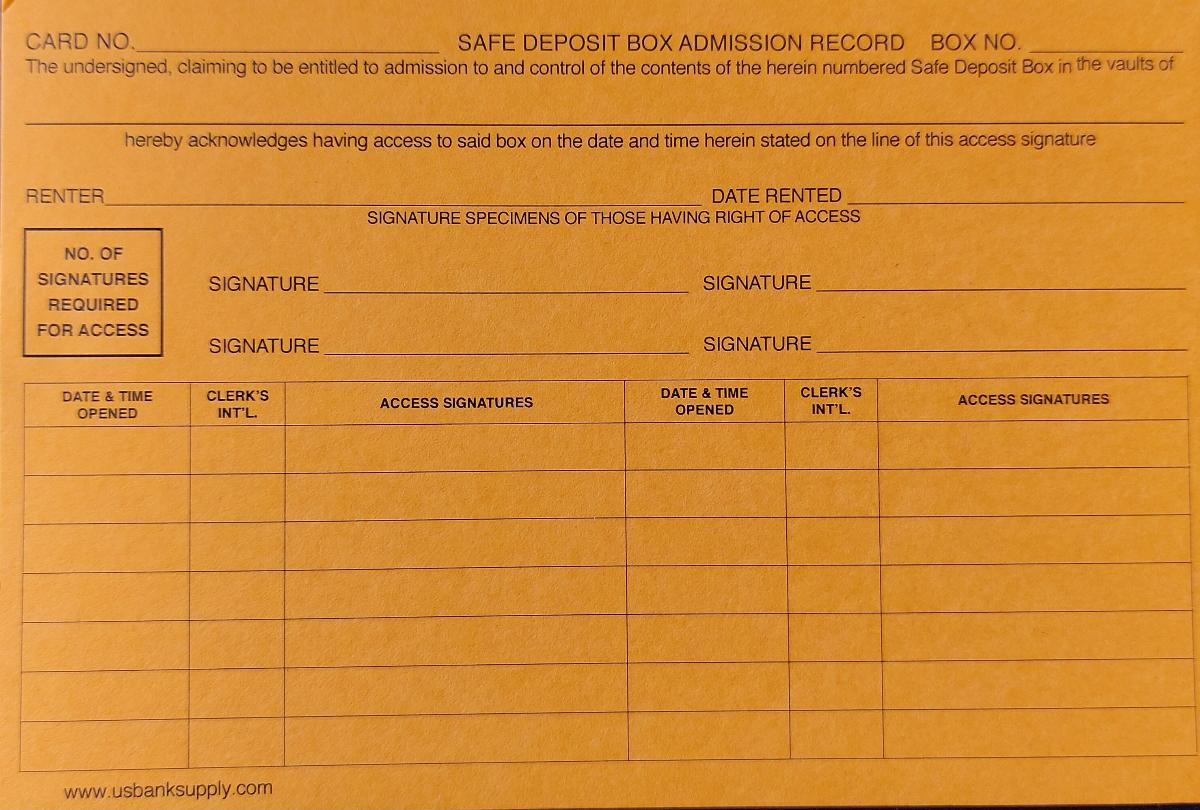 CARD NO. SAFE DEPOSIT BOX ADMISSION RECORD BOX NO.
The undersigned, claiming to be entitled to admission to and control of the contents of the herein numbered Safe Deposit Box in the vaults of
hereby acknowledges having access to said box on the date and time herein stated on the line of this access signature
RENTER DATE RENTED
SIGNATURE SPECIMENS OF THOSE HAVING RIGHT OF ACCESS
NO. OF
SIGNATURES
REQUIRED
FOR ACCESS
SIGNATURE SIGNATURE
SIGNATURE SIGNATURE
DATE & TIME OPENED CLERK'S INT'L. ACCESS SIGNATURES DATE & TIME OPENED CLERK'S INT'L. ACCESS SIGNATURES
www.usbanksupply.com